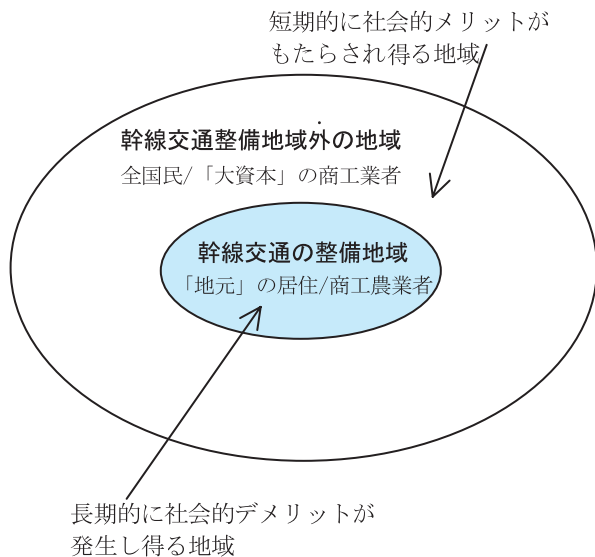 短期的に社会的メリットが
もたらされ得る地域
幹線交通整備地域外の地域
全国民/「大資本」の商工業者
幹線交通の整備地域
「地元」の居住/商工農業者
長期的に社会的デメリットが
発生し得る地域